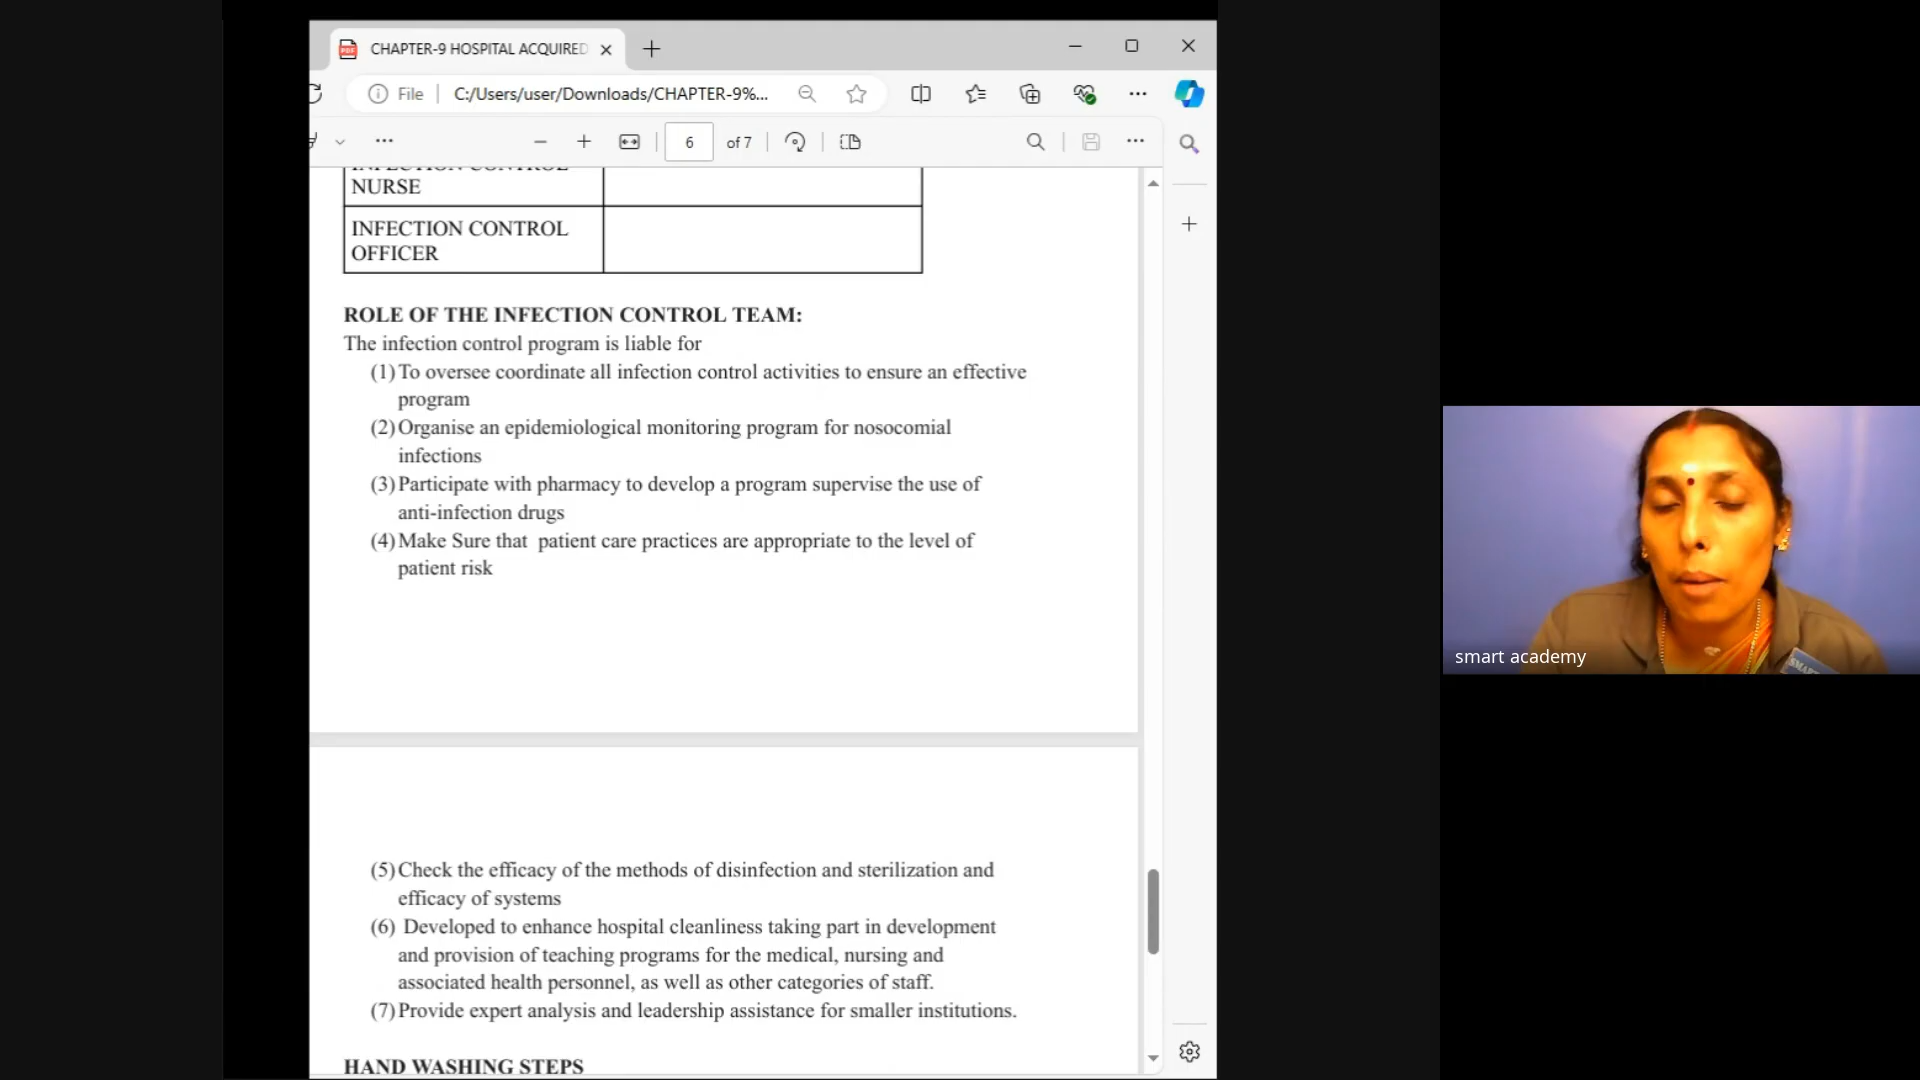 CHAPTER-9 HOSPITAL ACQUIRED
File
C:/Users/user/Downloads/CHAPTER-9%...
6 of 7
INFECTION CONTROL
NURSE
INFECTION CONTROL
OFFICER
ROLE OF THE INFECTION CONTROL TEAM:
The infection control program is liable for
(1) To oversee coordinate all infection control activities to ensure an effective
program
(2) Organise an epidemiological monitoring program for nosocomial
infections
(3) Participate with pharmacy to develop a program supervise the use of
anti-infection drugs
(4) Make Sure that patient care practices are appropriate to the level of
patient risk
(5) Check the efficacy of the methods of disinfection and sterilization and
efficacy of systems
(6) Developed to enhance hospital cleanliness taking part in development
and provision of teaching programs for the medical, nursing and
associated health personnel, as well as other categories of staff.
(7) Provide expert analysis and leadership assistance for smaller institutions.
HAND WASHING STEPS
smart academy